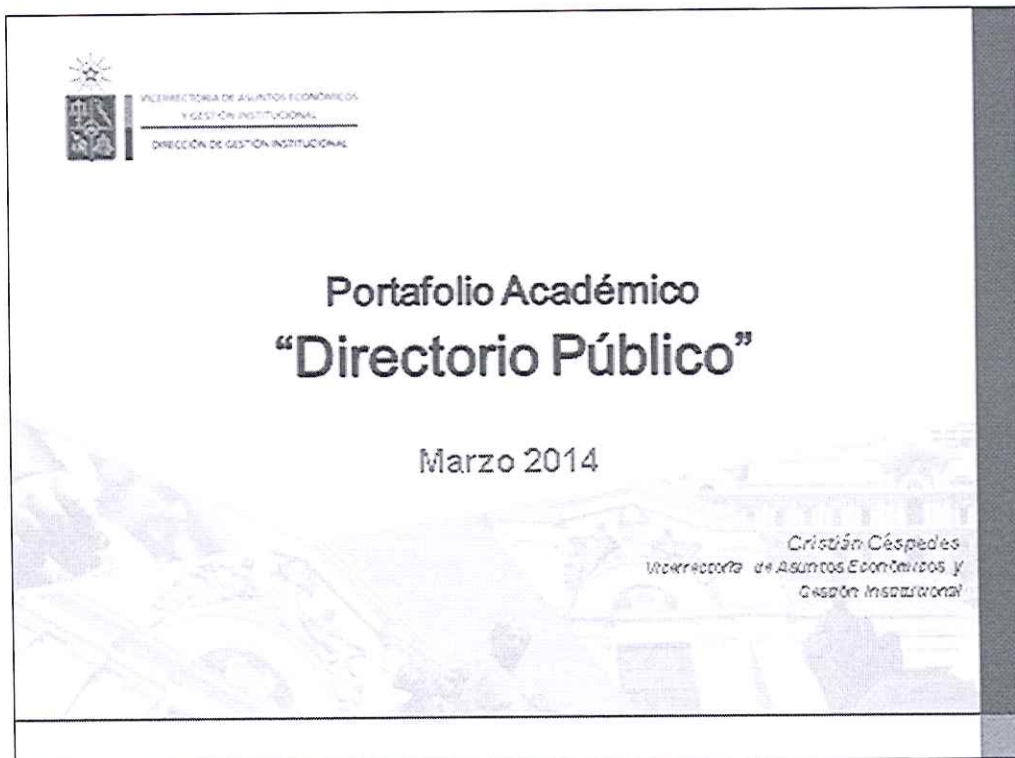 VICERRECTORÍA DE ASUNTOS ECONÓMICOS
Y GESTIÓN INSTITUCIONAL
DIRECCIÓN DE GESTIÓN INSTITUCIONAL
Portafolio Académico
“Directorio Público”
Marzo 2014
Cristián Céspedes
Vicerrectoría de Asuntos Económicos y
Gestión Institucional